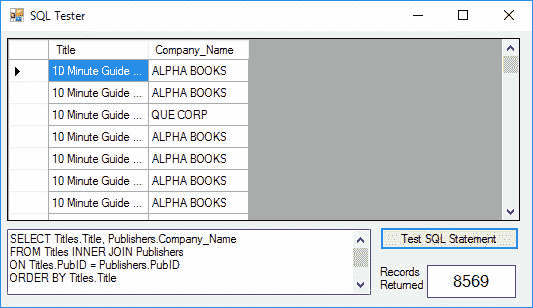 SQL Tester
Title Company_Name
10 Minute Guide ... ALPHA BOOKS
10 Minute Guide ... ALPHA BOOKS
10 Minute Guide ... QUE CORP
10 Minute Guide ... ALPHA BOOKS
10 Minute Guide ... ALPHA BOOKS
10 Minute Guide ... ALPHA BOOKS
10 Minute Guide ... ALPHA BOOKS
SELECT Titles.Title, Publishers.Company_Name
FROM Titles INNER JOIN Publishers
ON Titles.PubID = Publishers.PubID
ORDER BY Titles.Title
Test SQL Statement
Records
Returned
8569